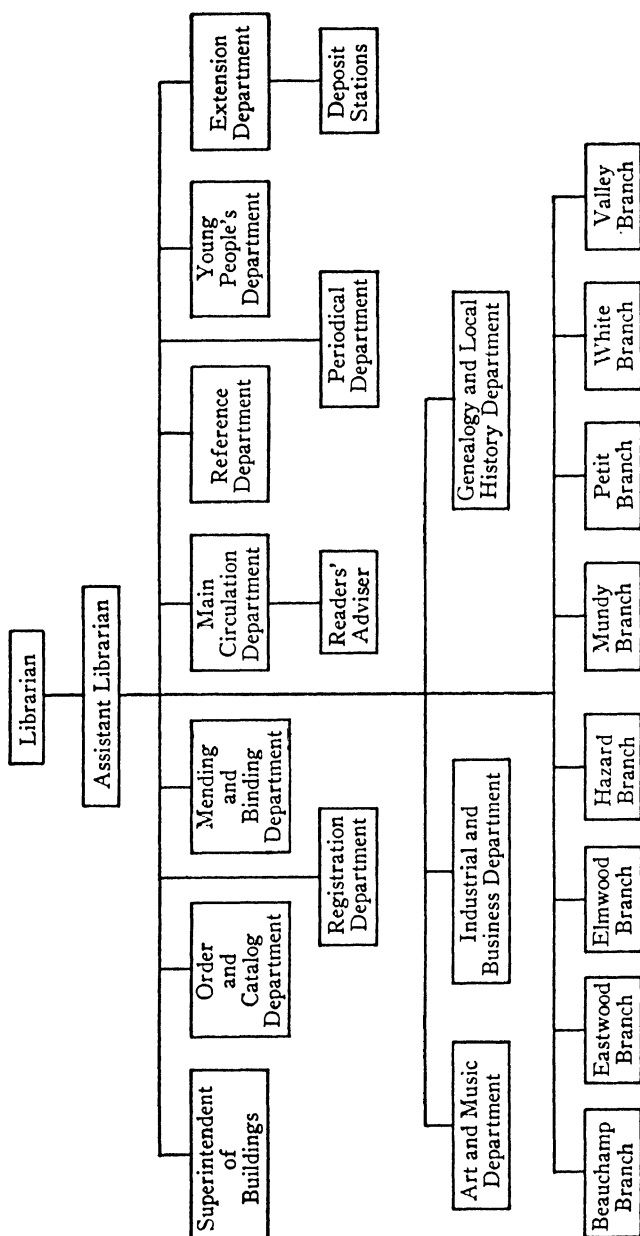 Librarian
Assistant Librarian
Superintendent
of
Buildings
Order
and
Catalog
Department
Mending
and
Binding
Department
Main
Circulation
Department
Reference
Department
Young
People's
Department
Extension
Department
Registration
Department
Readers'
Adviser
Periodical
Department
Deposit
Stations
Art and Music
Department
Industrial and
Business Department
Genealogy and Local
History Department
Beauchamp
Branch
Eastwood
Branch
Elmwood
Branch
Hazard
Branch
Mundy
Branch
Petit
Branch
White
Branch
Valley
Branch